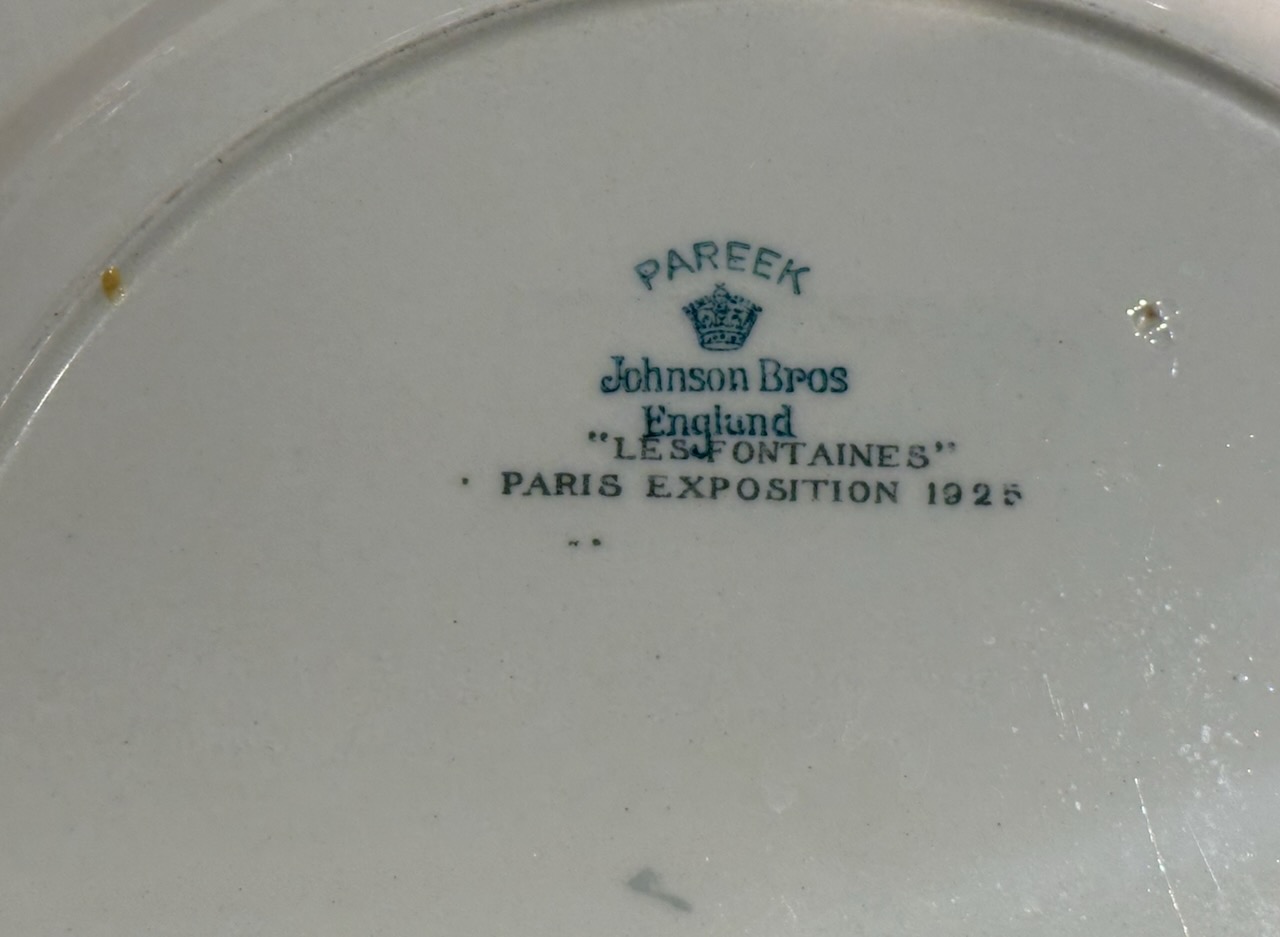 PAREEK
Johnson Bros
England
"LES FONTAINES"
PARIS EXPOSITION 1925